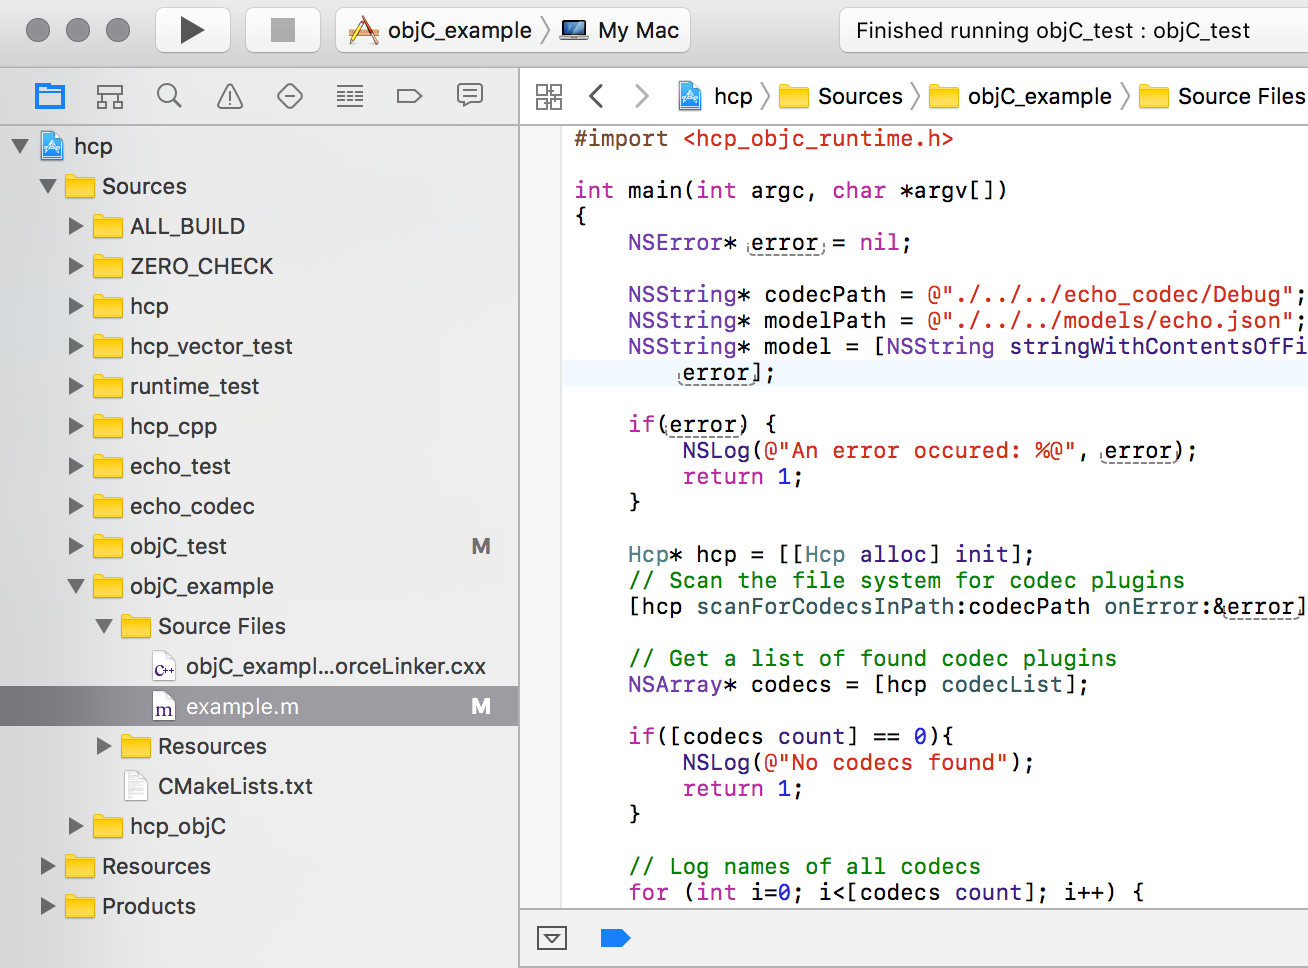 objC_example
My Mac
Finished running objC_test : objC_test
hcp
Sources
objC_example
Source Files
hcp
Sources
ALL_BUILD
ZERO_CHECK
hcp
hcp_vector_test
runtime_test
hcp_cpp
echo_test
echo_codec
objC_test M
objC_example
Source Files
C++ objC_exampl...orceLinker.cxx
m example.m M
Resources
CMakeLists.txt
hcp_objC
Resources
Products
#import <hcp_objc_runtime.h>
int main(int argc, char *argv[])
{
NSError* error = nil;
NSString* codecPath = @"./../../echo_codec/Debug";
NSString* modelPath = @"./../../models/echo.json";
NSString* model = [NSString stringWithContentsOfFi
error];
if(error) {
NSLog(@"An error occured: %@", error);
return 1;
}
Hcp* hcp = [[Hcp alloc] init];
// Scan the file system for codec plugins
[hcp scanForCodecsInPath:codecPath onError:&error]
// Get a list of found codec plugins
NSArray* codecs = [hcp codecList];
if([codecs count] == 0){
NSLog(@"No codecs found");
return 1;
}
// Log names of all codecs
for (int i=0; i<[codecs count]; i++) {